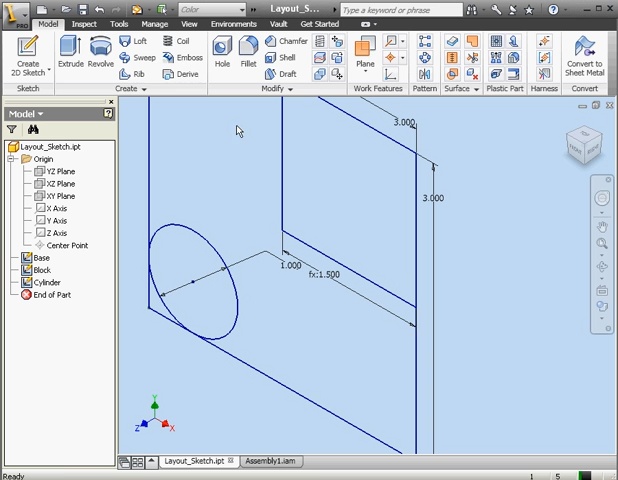 Color
Layout_S...
Type a keyword or phrase
PRO
Model Inspect Tools Manage View Environments Vault Get Started
Create
2D Sketch
Extrude
Revolve
Loft
Sweep
Rib
Coil
Emboss
Derive
Hole
Fillet
Chamfer
Shell
Draft
Plane
Convert to
Sheet Metal
Sketch
Create
Modify
Work Features
Pattern
Surface
Plastic Part
Harness
Convert
Model
Layout_Sketch.ipt
Origin
YZ Plane
XZ Plane
XY Plane
X Axis
Y Axis
Z Axis
Center Point
Base
Block
Cylinder
End of Part
3.000
3.000
1.000
fx:1.500
FRONT
RIGHT
Y
Z
X
Layout_Sketch.ipt
Assembly1.iam
Ready
1
5